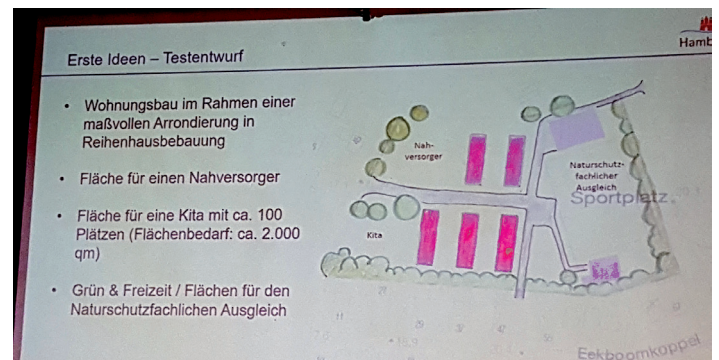 Erste Ideen – Testentwurf
Hamb
• Wohnungsbau im Rahmen einer
maßvollen Arrondierung in
Reihenhausbebauung
• Fläche für einen Nahversorger
• Fläche für eine Kita mit ca. 100
Plätzen (Flächenbedarf: ca. 2.000
qm)
• Grün & Freizeit / Flächen für den
Naturschutzfachlichen Ausgleich
Nah-
versorger
Naturschutz-
fachlicher
Ausgleich
Sportplatz
Kita
Eekboomkoppel